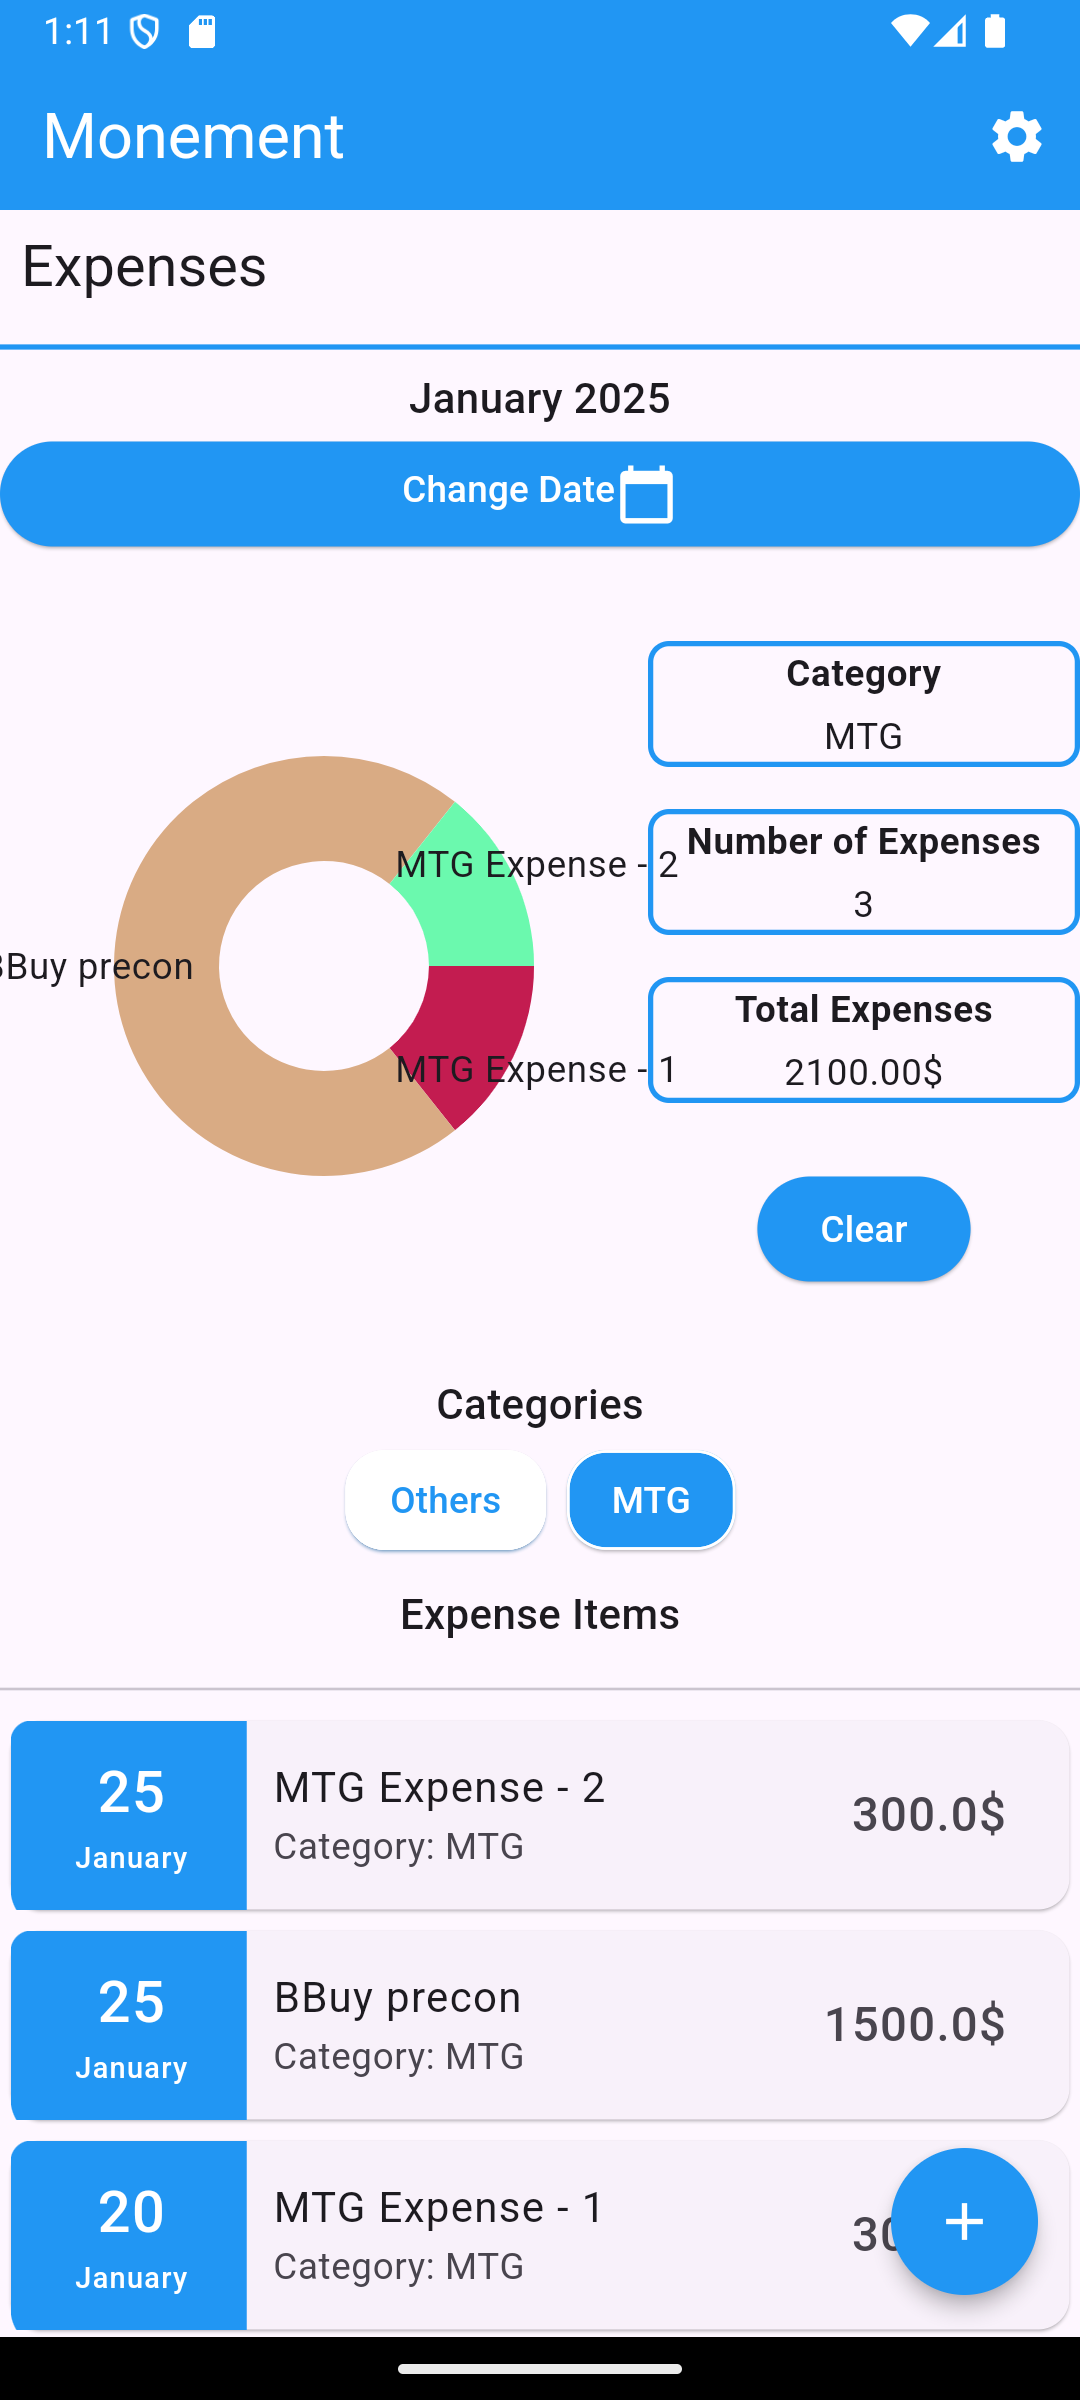 1:11
Monement
Expenses
January 2025
Change Date
Category
MTG
Number of Expenses
3
Total Expenses
2100.00$
MTG Expense - 2
BBuy precon
MTG Expense - 1
Clear
Categories
Others
MTG
Expense Items
25
January
MTG Expense - 2
Category: MTG
300.0$
25
January
BBuy precon
Category: MTG
1500.0$
20
January
MTG Expense - 1
Category: MTG